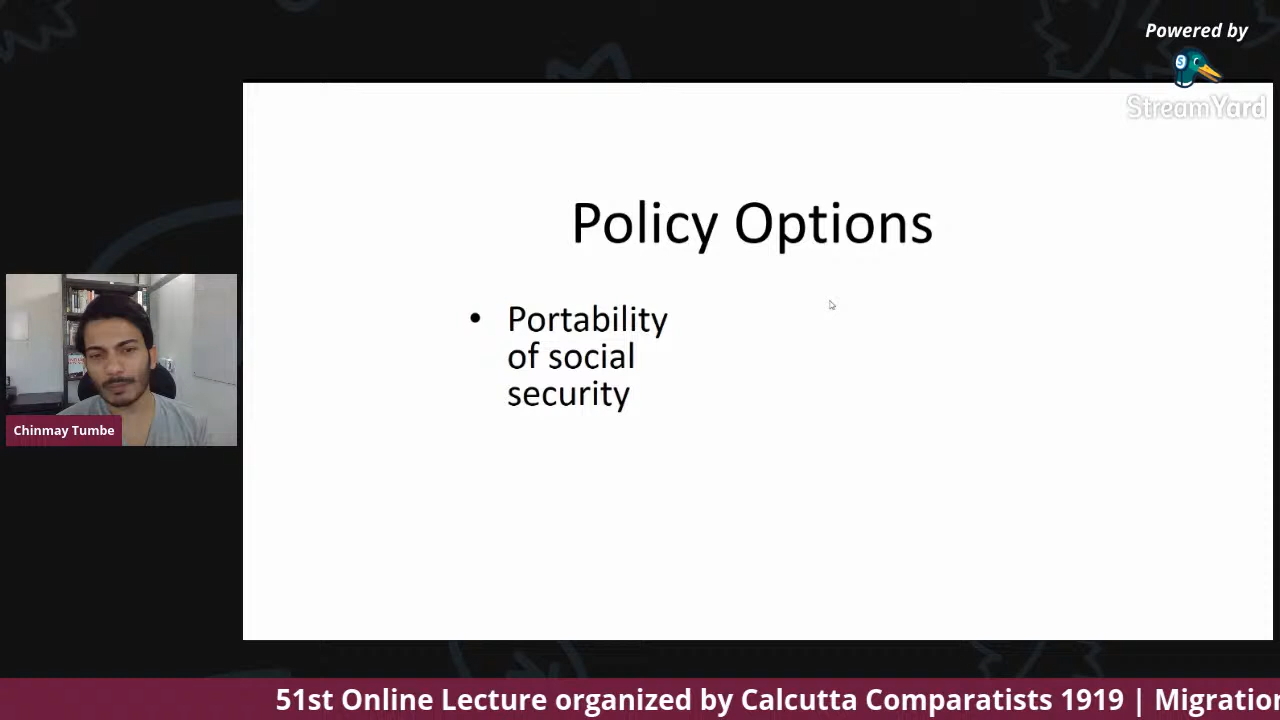 Powered by
StreamYard
Policy Options
• Portability
of social
security
Chinmay Tumbe
51st Online Lecture organized by Calcutta Comparatists 1919 | Migration